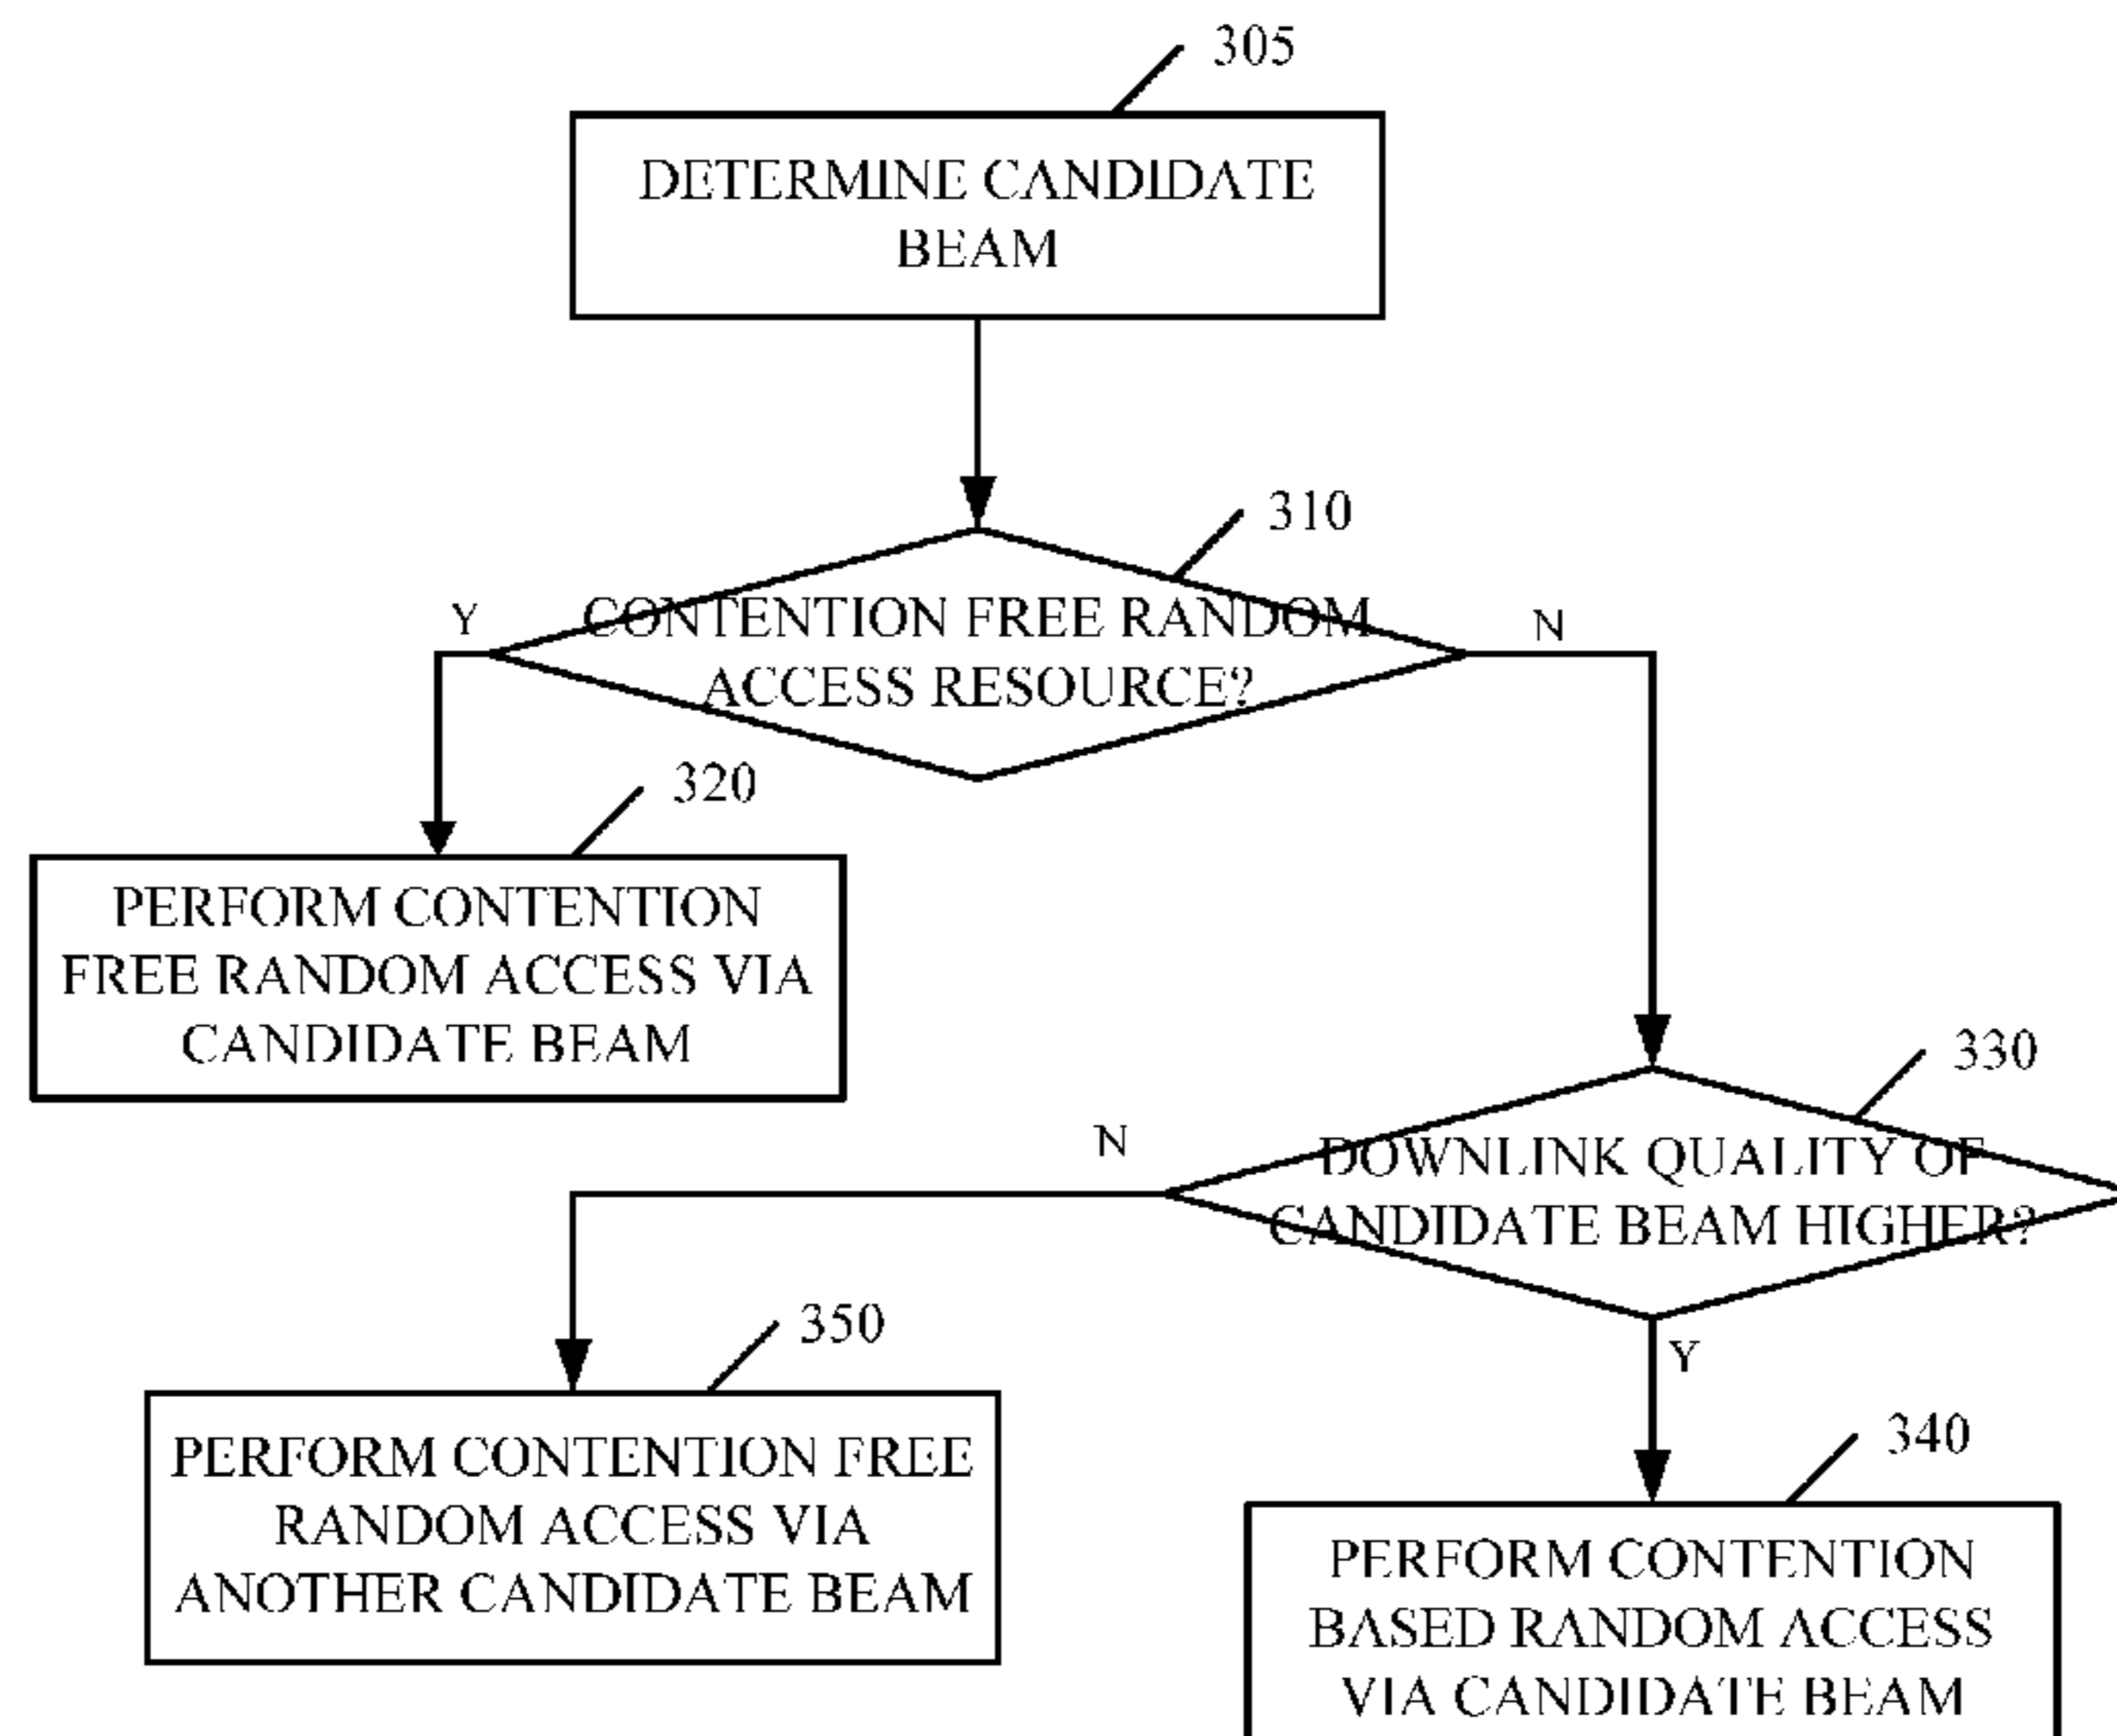 305
DETERMINE CANDIDATE
BEAM
310
CONTENTION FREE RANDOM
ACCESS RESOURCE?
Y
N
320
PERFORM CONTENTION
FREE RANDOM ACCESS VIA
CANDIDATE BEAM
330
DOWNLINK QUALITY OF
CANDIDATE BEAM HIGHER?
N
Y
350
PERFORM CONTENTION FREE
RANDOM ACCESS VIA
ANOTHER CANDIDATE BEAM
340
PERFORM CONTENTION
BASED RANDOM ACCESS
VIA CANDIDATE BEAM